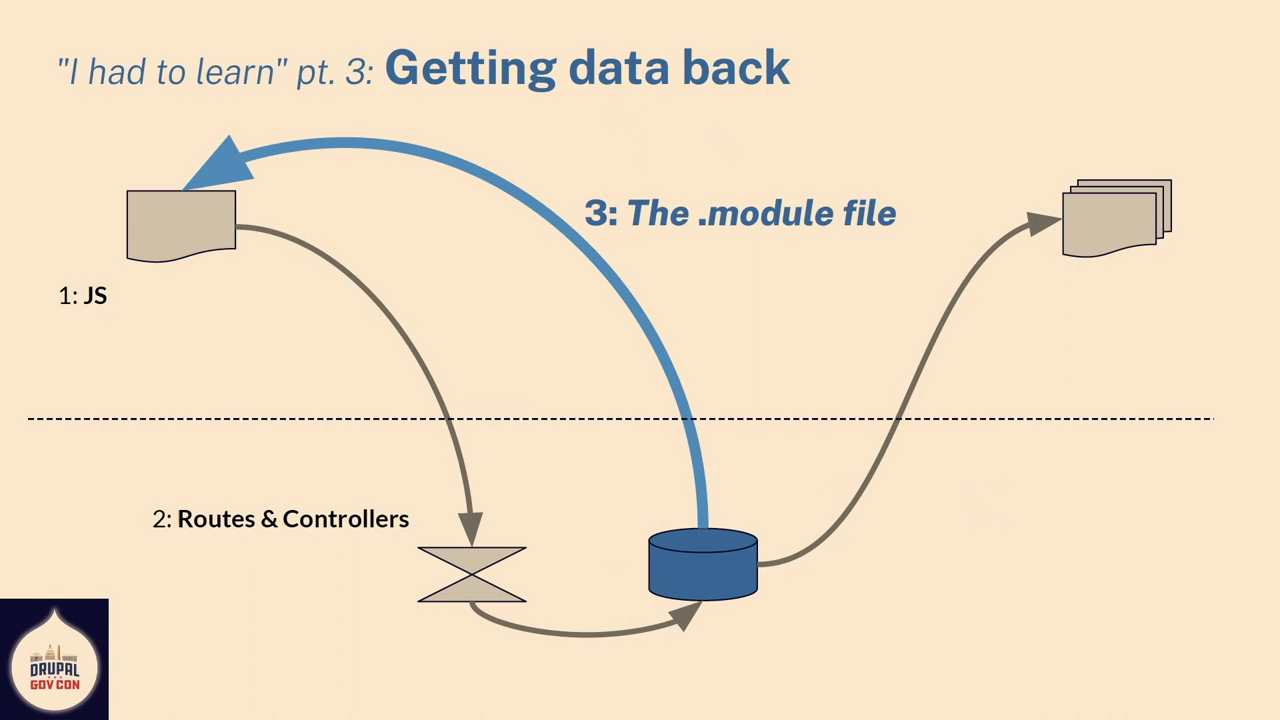 "I had to learn" pt. 3: Getting data back
3: The .module file
1: JS
2: Routes & Controllers
DRUPAL
GOV CON